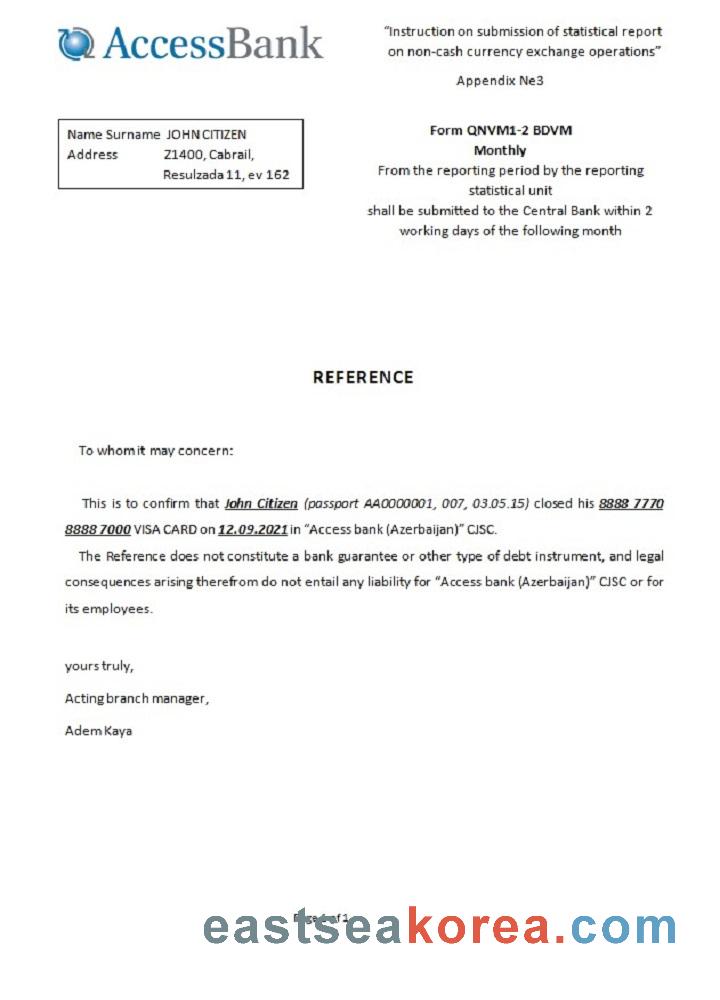 AccessBank
“Instruction on submission of statistical report
on non-cash currency exchange operations”
Appendix №3
Name Surname JOHN CITIZEN
Address Z1400, Cabrail,
Resulzada 11, ev 162
Form QNVM1-2 BDVM
Monthly
From the reporting period by the reporting
statistical unit
shall be submitted to the Central Bank within 2
working days of the following month
REFERENCE
To whom it may concern:
This is to confirm that John Citizen (passport AA0000001, 007, 03.05.15) closed his 8888 7770
8888 7000 VISA CARD on 12.09.2021 in “Access bank (Azerbaijan)” CJSC.
The Reference does not constitute a bank guarantee or other type of debt instrument, and legal
consequences arising therefrom do not entail any liability for “Access bank (Azerbaijan)” CJSC or for
its employees.
yours truly,
Acting branch manager,
Adem Kaya
Page 1 of 1
eastseakorea.com